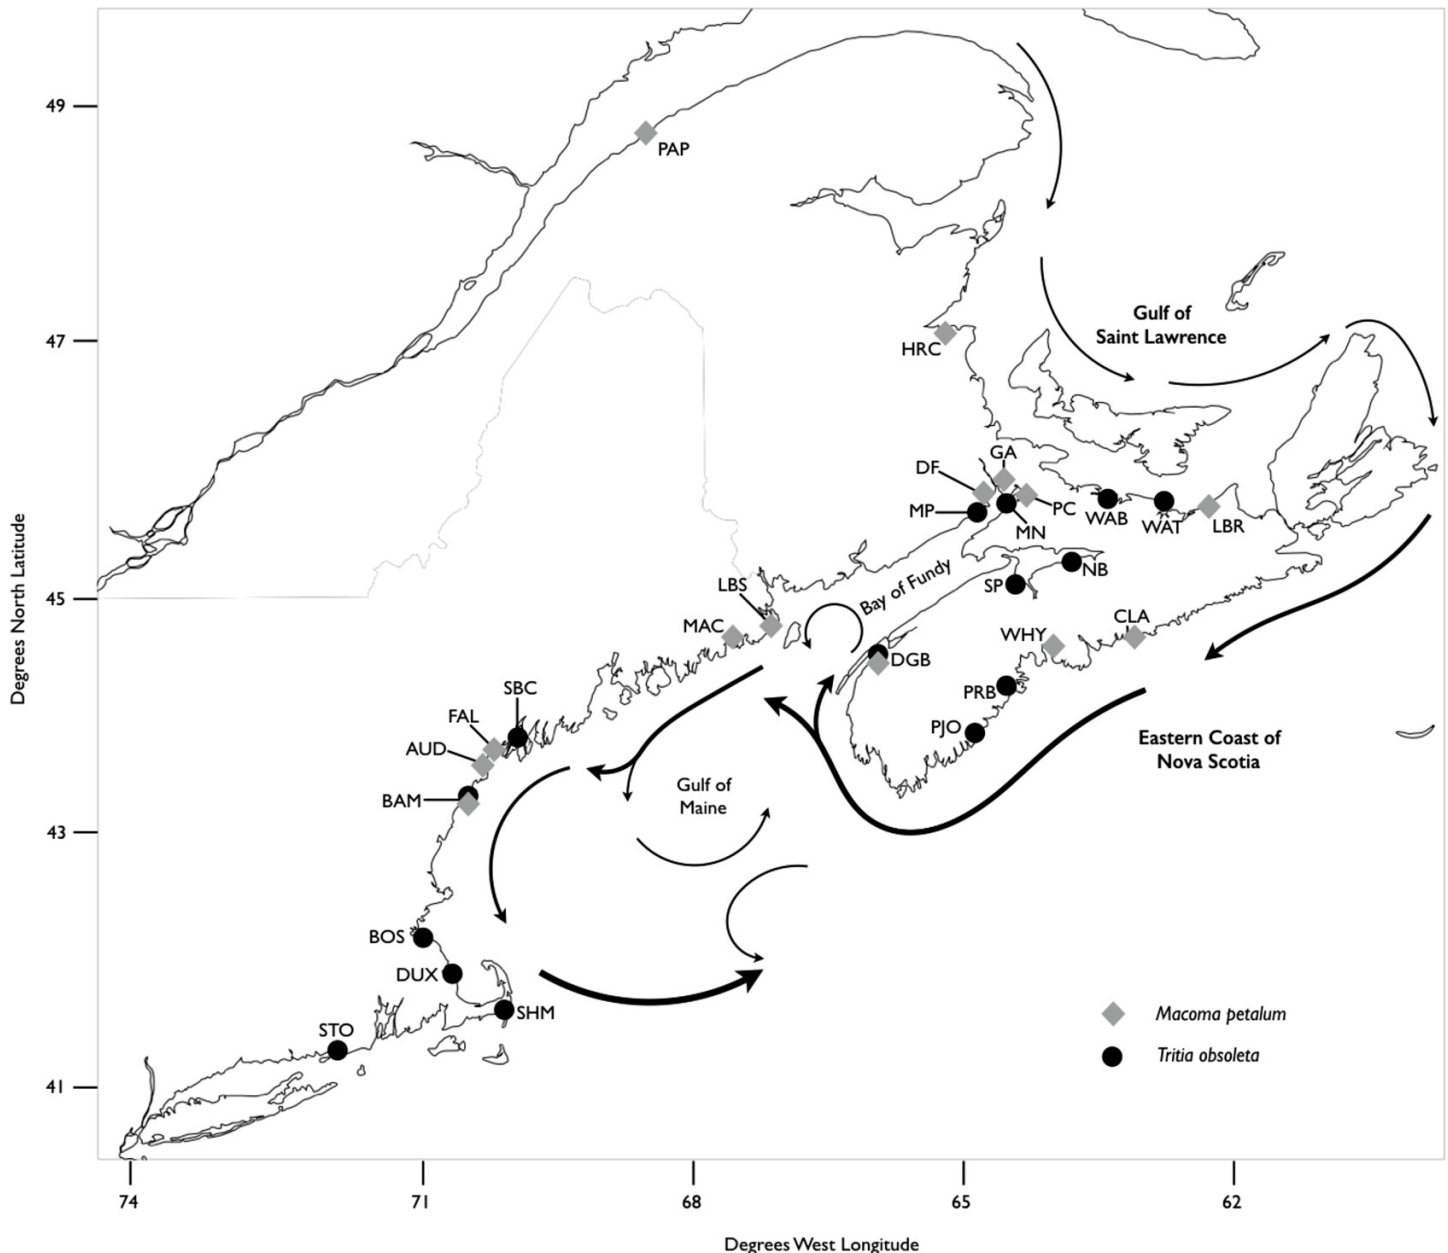 49
PAP
47
HRC
Gulf of
Saint Lawrence
GA
DF
PC
MP
MN
WAB
WAT
LBR
Degrees North Latitude
45
LBS
Bay of Fundy
SP
NB
MAC
WHY
CLA
DGB
SBC
PRB
FAL
PJO
AUD
Eastern Coast of
Nova Scotia
BAM
Gulf of
Maine
43
BOS
DUX
SHM
Macoma petalum
STO
Tritia obsoleta
41
74
71
68
65
62
Degrees West Longitude